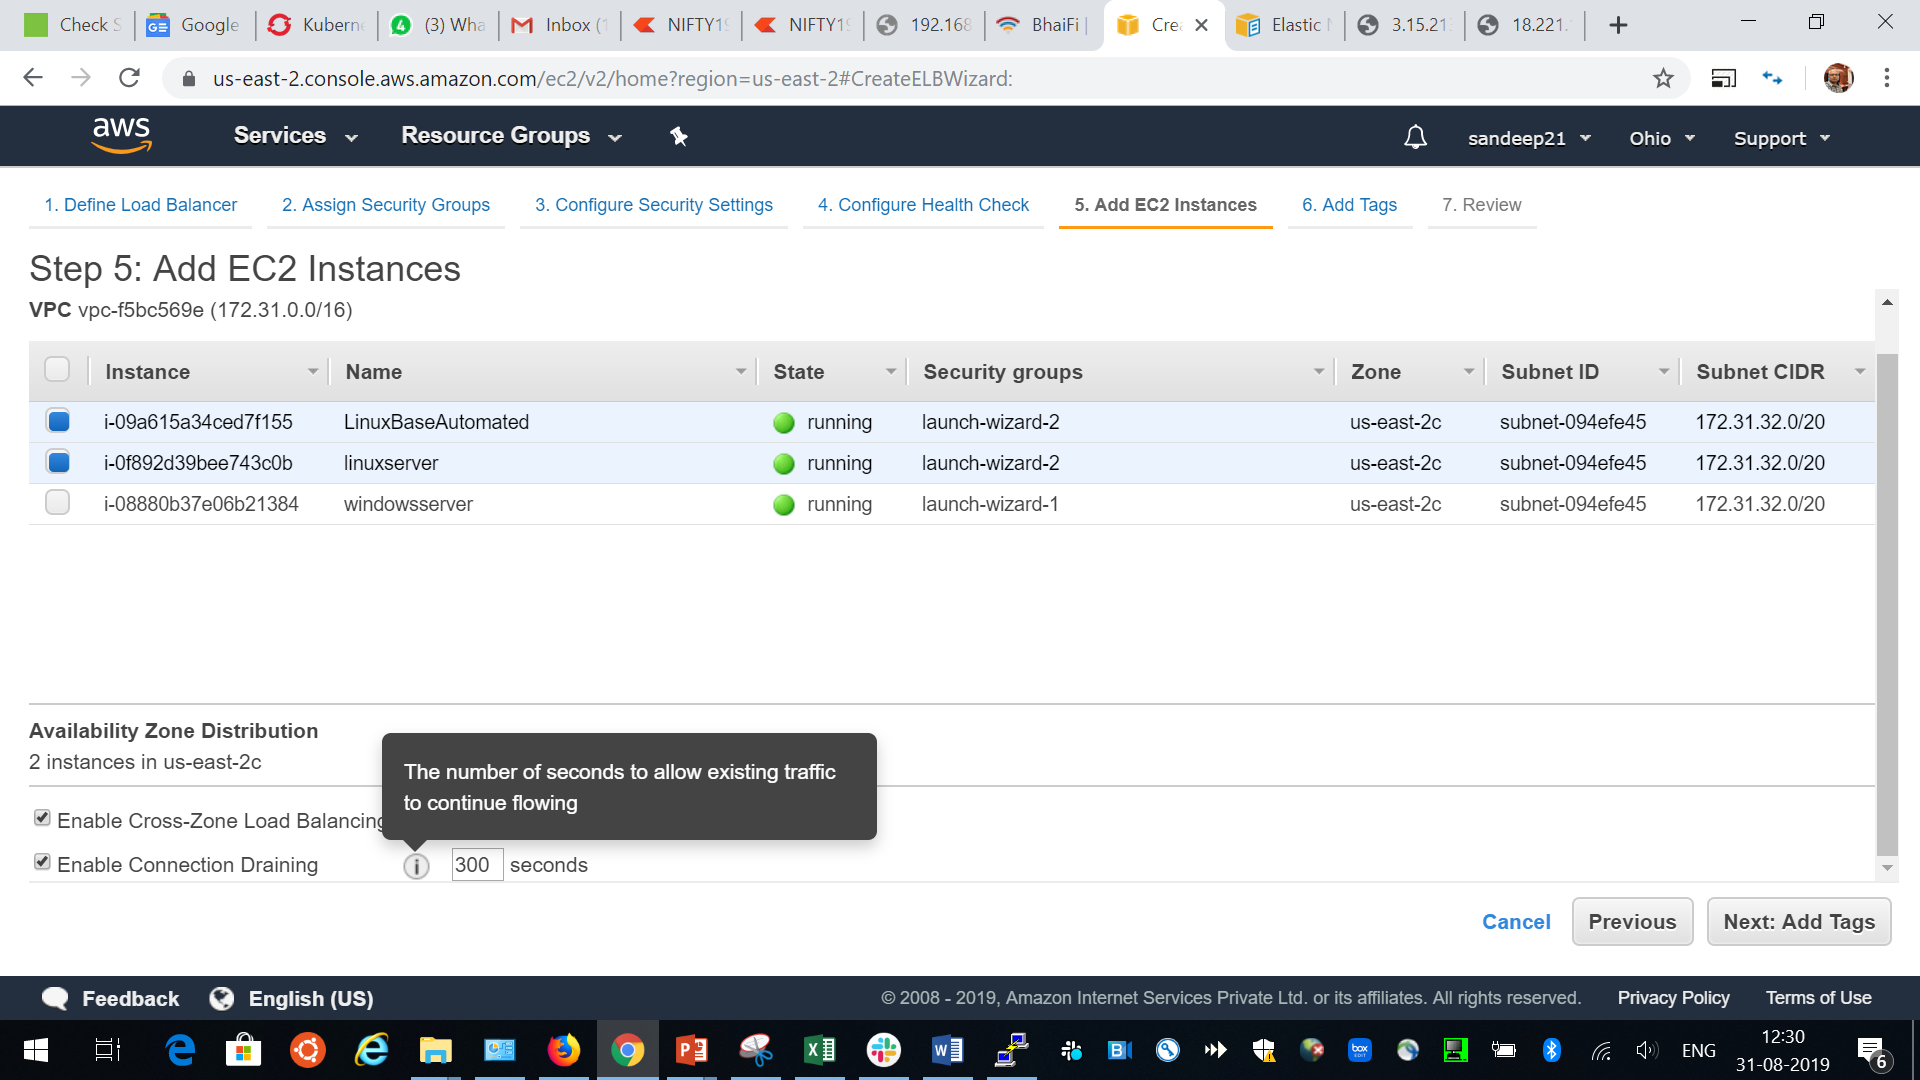 Check S
Google
Kuberne
(3) Wha
Inbox (1
NIFTY19
NIFTY19
192.168
BhaiFi |
Crea
Elastic
3.15.21
18.221.
us-east-2.console.aws.amazon.com/ec2/v2/home?region=us-east-2#CreateELBWizard:
aws
Services
Resource Groups
sandeep21
Ohio
Support
1. Define Load Balancer
2. Assign Security Groups
3. Configure Security Settings
4. Configure Health Check
5. Add EC2 Instances
6. Add Tags
7. Review
Step 5: Add EC2 Instances
VPC vpc-f5bc569e (172.31.0.0/16)
Instance Name State Security groups Zone Subnet ID Subnet CIDR
i-09a615a34ced7f155 LinuxBaseAutomated running launch-wizard-2 us-east-2c subnet-094efe45 172.31.32.0/20
i-0f892d39bee743c0b linuxserver running launch-wizard-2 us-east-2c subnet-094efe45 172.31.32.0/20
i-08880b37e06b21384 windowsserver running launch-wizard-1 us-east-2c subnet-094efe45 172.31.32.0/20
Availability Zone Distribution
2 instances in us-east-2c
The number of seconds to allow existing traffic
to continue flowing
Enable Cross-Zone Load Balancing
Enable Connection Draining i 300 seconds
Cancel
Previous
Next: Add Tags
Feedback
English (US)
© 2008 - 2019, Amazon Internet Services Private Ltd. or its affiliates. All rights reserved.
Privacy Policy
Terms of Use
ENG
12:30
31-08-2019
6